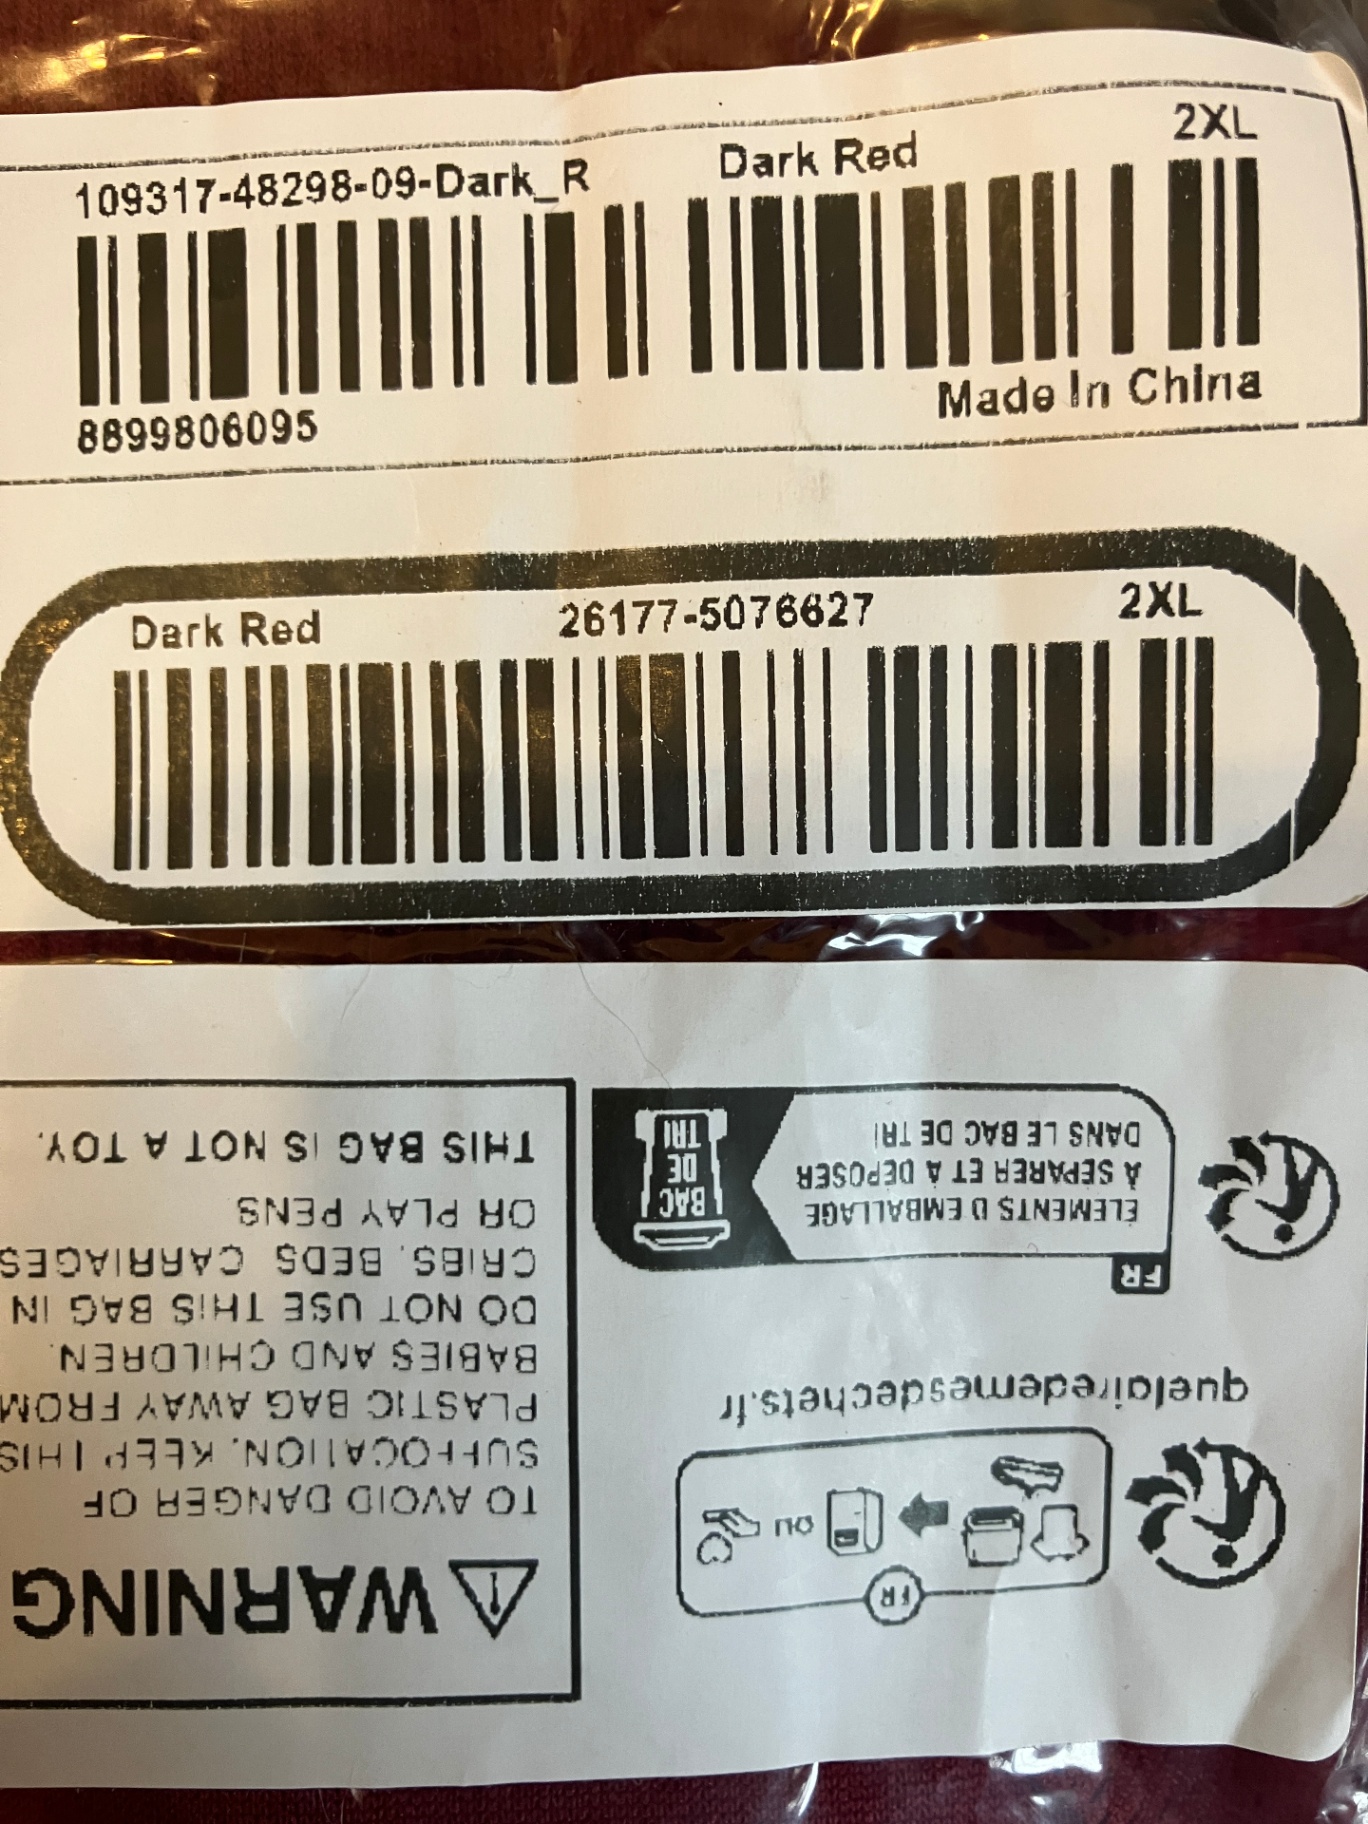 109317-48298-09-Dark_R
Dark Red
2XL
8899806095
Made In China
Dark Red
26177-5076627
2XL
WARNING
TO AVOID DANGER OF
SUFFOCATION, KEEP THIS
PLASTIC BAG AWAY FROM
BABIES AND CHILDREN.
DO NOT USE THIS BAG IN
CRIBS, BEDS, CARRIAGES
OR PLAY PENS
THIS BAG IS NOT A TOY.
FR
ou
quefairedemesdechets.fr
FR
ÉLÉMENTS D EMBALLAGE
À SÉPARER ET À DÉPOSER
DANS LE BAC DE TRI
BAC
DE
TRI